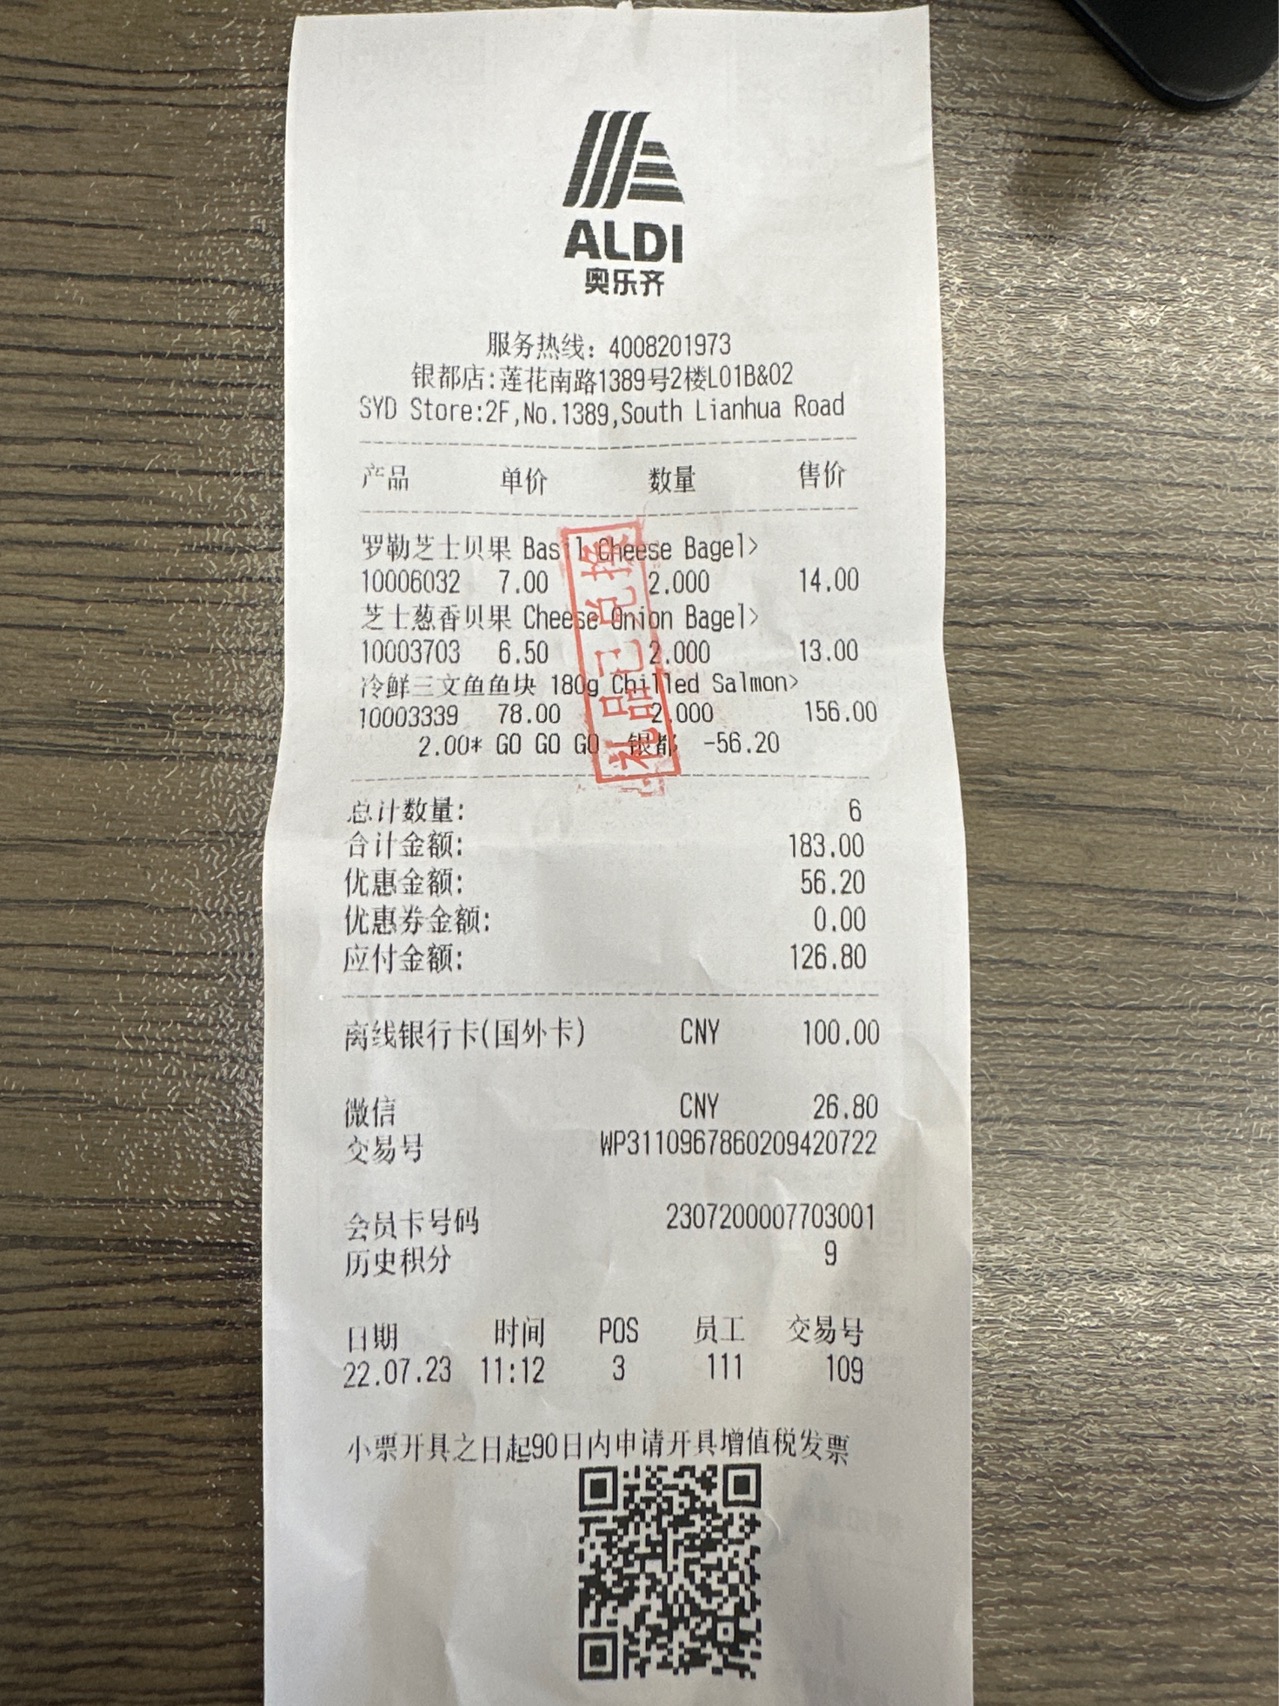 ALDI
奥乐齐
服务热线：4008201973
银都店:莲花南路1389号2楼L01B&02
SYD Store:2F,No.1389,South Lianhua Road
产品 单价 数量 售价
罗勒芝士贝果 Basil Cheese Bagel>
10006032 7.00 2.000 14.00
芝士葱香贝果 Cheese Onion Bagel>
10003703 6.50 2.000 13.00
冷鲜三文鱼鱼块 180g Chilled Salmon>
10003339 78.00 2.000 156.00
2.00* GO GO GO 银都 -56.20
礼品已兑换
总计数量: 6
合计金额: 183.00
优惠金额: 56.20
优惠券金额: 0.00
应付金额: 126.80
离线银行卡(国外卡) CNY 100.00
微信 CNY 26.80
交易号 WP311096786020942​0722
会员卡号码 2307200007703001
历史积分 9
日期 时间 POS 员工 交易号
22.07.23 11:12 3 111 109
小票开具之日起90日内申请开具增值税发票